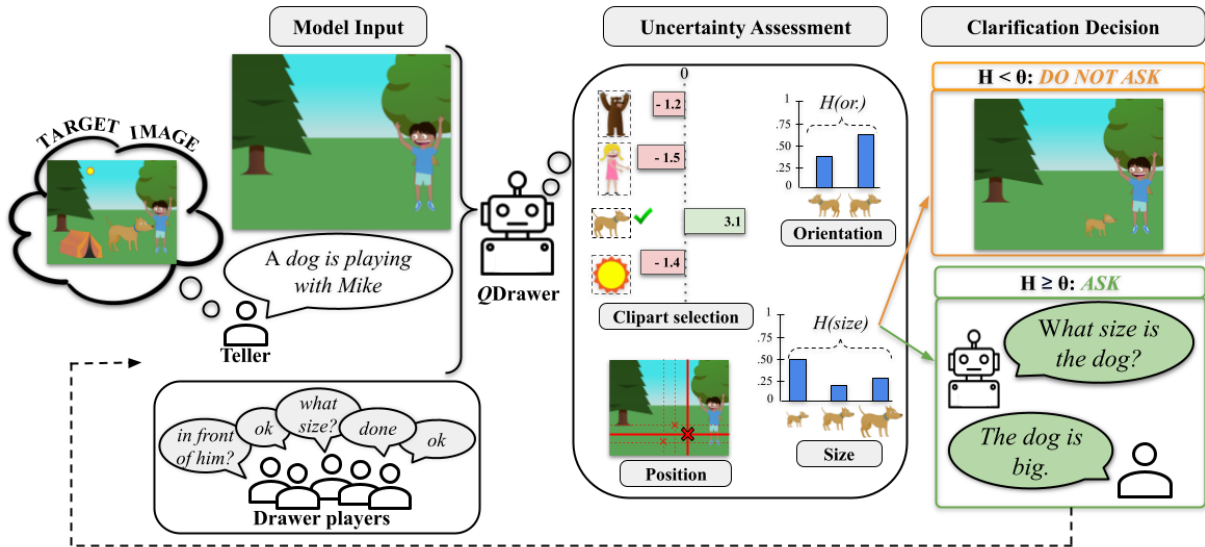 Model Input
Uncertainty Assessment
Clarification Decision
TARGET IMAGE
A dog is playing
with Mike
Teller
in front
of him?
ok
what
size?
done
ok
Drawer players
QDrawer
0
- 1.2
- 1.5
3.1
- 1.4
Clipart selection
Position
1
.75
.50
.25
0
H(or.)
Orientation
1
.75
.50
.25
0
H(size)
Size
H < θ: DO NOT ASK
H ≥ θ: ASK
What size is
the dog?
The dog is
big.